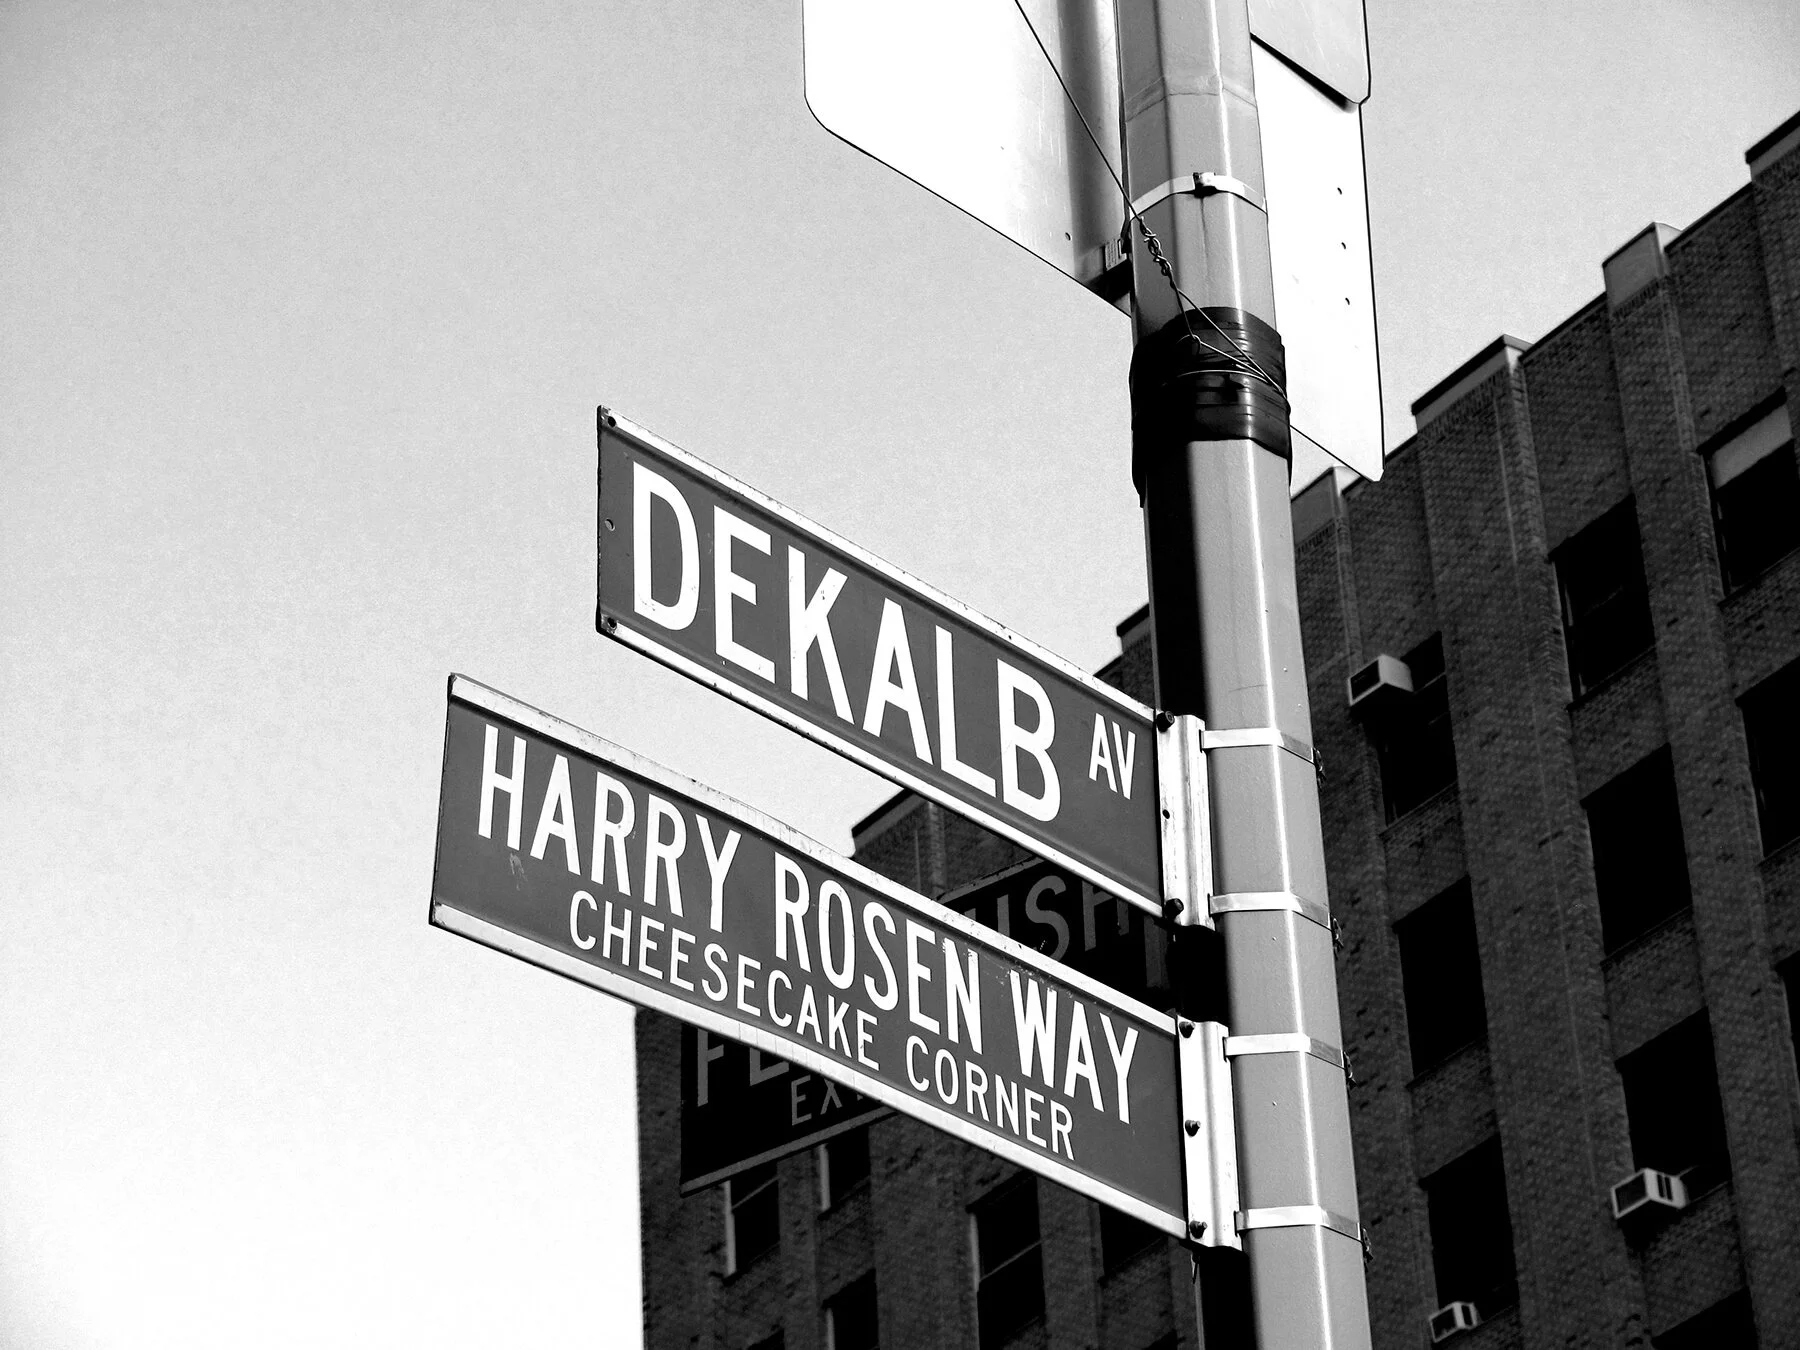 DEKALB AV
HARRY ROSEN WAY
CHEESECAKE CORNER